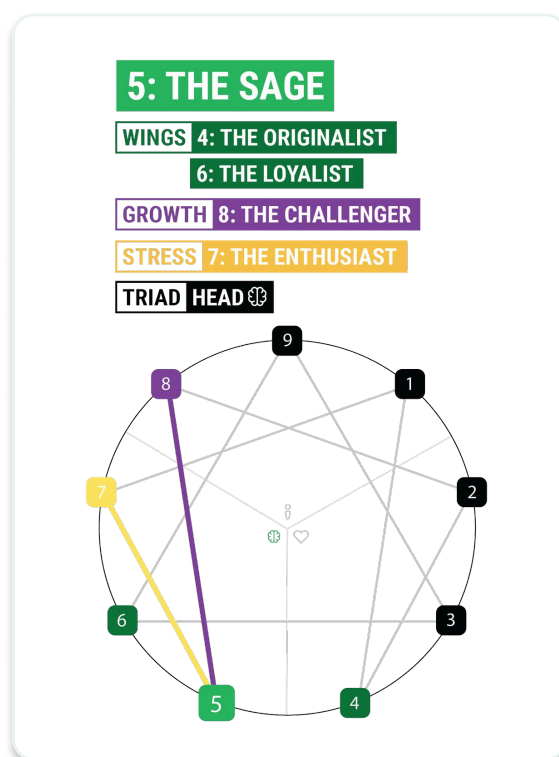 5: THE SAGE
WINGS 4: THE ORIGINALIST
6: THE LOYALIST
GROWTH 8: THE CHALLENGER
STRESS 7: THE ENTHUSIAST
TRIAD HEAD
9
8
1
7
2
6
3
5
4